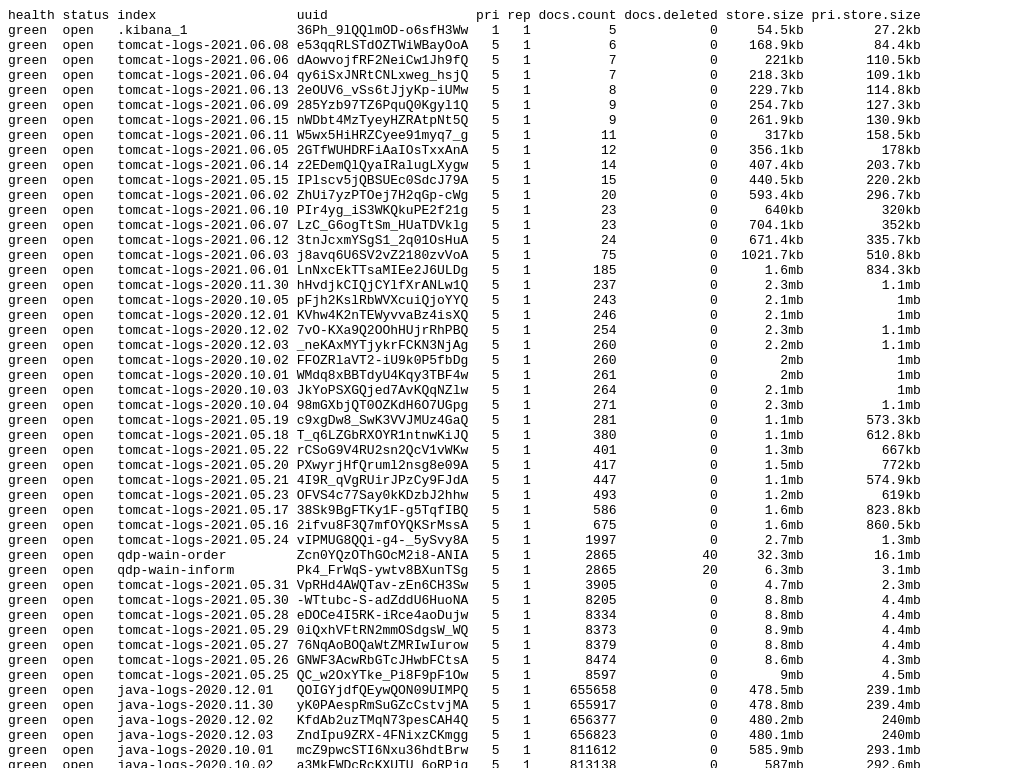 health status index                  uuid                   pri rep docs.count docs.deleted store.size pri.store.size
green  open   .kibana_1              36Ph_9lQQlmOD-o6sfH3Ww   1   1          5            0     54.5kb         27.2kb
green  open   tomcat-logs-2021.06.08 e53qqRLSTdOZTWiWBayOoA   5   1          6            0    168.9kb         84.4kb
green  open   tomcat-logs-2021.06.06 dAowvojfRF2NeiCw1Jh9fQ   5   1          7            0      221kb        110.5kb
green  open   tomcat-logs-2021.06.04 qy6iSxJNRtCNLxweg_hsjQ   5   1          7            0    218.3kb        109.1kb
green  open   tomcat-logs-2021.06.13 2eOUV6_vSs6tJjyKp-iUMw   5   1          8            0    229.7kb        114.8kb
green  open   tomcat-logs-2021.06.09 285Yzb97TZ6PquQ0Kgyl1Q   5   1          9            0    254.7kb        127.3kb
green  open   tomcat-logs-2021.06.15 nWDbt4MzTyeyHZRAtpNt5Q   5   1          9            0    261.9kb        130.9kb
green  open   tomcat-logs-2021.06.11 W5wx5HiHRZCyee91myq7_g   5   1         11            0      317kb        158.5kb
green  open   tomcat-logs-2021.06.05 2GTfWUHDRFiAaIOsTxxAnA   5   1         12            0    356.1kb          178kb
green  open   tomcat-logs-2021.06.14 z2EDemQlQyaIRalugLXygw   5   1         14            0    407.4kb        203.7kb
green  open   tomcat-logs-2021.05.15 IPlscv5jQBSUEc0SdcJ79A   5   1         15            0    440.5kb        220.2kb
green  open   tomcat-logs-2021.06.02 ZhUi7yzPTOej7H2qGp-cWg   5   1         20            0    593.4kb        296.7kb
green  open   tomcat-logs-2021.06.10 PIr4yg_iS3WKQkuPE2f21g   5   1         23            0      640kb          320kb
green  open   tomcat-logs-2021.06.07 LzC_G6ogTtSm_HUaTDVklg   5   1         23            0    704.1kb          352kb
green  open   tomcat-logs-2021.06.12 3tnJcxmYSgS1_2q01OsHuA   5   1         24            0    671.4kb        335.7kb
green  open   tomcat-logs-2021.06.03 j8avq6U6SV2vZ2180zvVoA   5   1         75            0   1021.7kb        510.8kb
green  open   tomcat-logs-2021.06.01 LnNxcEkTTsaMIEe2J6ULDg   5   1        185            0      1.6mb        834.3kb
green  open   tomcat-logs-2020.11.30 hHvdjkCIQjCYlfXrANLw1Q   5   1        237            0      2.3mb          1.1mb
green  open   tomcat-logs-2020.10.05 pFjh2KslRbWVXcuiQjoYYQ   5   1        243            0      2.1mb            1mb
green  open   tomcat-logs-2020.12.01 KVhw4K2nTEWyvvaBz4isXQ   5   1        246            0      2.1mb            1mb
green  open   tomcat-logs-2020.12.02 7vO-KXa9Q2OOhHUjrRhPBQ   5   1        254            0      2.3mb          1.1mb
green  open   tomcat-logs-2020.12.03 _neKAxMYTjykrFCKN3NjAg   5   1        260            0      2.2mb          1.1mb
green  open   tomcat-logs-2020.10.02 FFOZRlaVT2-iU9k0P5fbDg   5   1        260            0        2mb            1mb
green  open   tomcat-logs-2020.10.01 WMdq8xBBTdyU4Kqy3TBF4w   5   1        261            0        2mb            1mb
green  open   tomcat-logs-2020.10.03 JkYoPSXGQjed7AvKQqNZlw   5   1        264            0      2.1mb            1mb
green  open   tomcat-logs-2020.10.04 98mGXbjQT0OZKdH6O7UGpg   5   1        271            0      2.3mb          1.1mb
green  open   tomcat-logs-2021.05.19 c9xgDw8_SwK3VVJMUz4GaQ   5   1        281            0      1.1mb        573.3kb
green  open   tomcat-logs-2021.05.18 T_q6LZGbRXOYR1ntnwKiJQ   5   1        380            0      1.1mb        612.8kb
green  open   tomcat-logs-2021.05.22 rCSoG9V4RU2sn2QcV1vWKw   5   1        401            0      1.3mb          667kb
green  open   tomcat-logs-2021.05.20 PXwyrjHfQruml2nsg8e09A   5   1        417            0      1.5mb          772kb
green  open   tomcat-logs-2021.05.21 4I9R_qVgRUirJPzCy9FJdA   5   1        447            0      1.1mb        574.9kb
green  open   tomcat-logs-2021.05.23 OFVS4c77Say0kKDzbJ2hhw   5   1        493            0      1.2mb          619kb
green  open   tomcat-logs-2021.05.17 38Sk9BgFTKy1F-g5TqfIBQ   5   1        586            0      1.6mb        823.8kb
green  open   tomcat-logs-2021.05.16 2ifvu8F3Q7mfOYQKSrMssA   5   1        675            0      1.6mb        860.5kb
green  open   tomcat-logs-2021.05.24 vIPMUG8QQi-g4-_5ySvy8A   5   1       1997            0      2.7mb          1.3mb
green  open   qdp-wain-order         Zcn0YQzOThGOcM2i8-ANIA   5   1       2865           40     32.3mb         16.1mb
green  open   qdp-wain-inform        Pk4_FrWqS-ywtv8BXunTSg   5   1       2865           20      6.3mb          3.1mb
green  open   tomcat-logs-2021.05.31 VpRHd4AWQTav-zEn6CH3Sw   5   1       3905            0      4.7mb          2.3mb
green  open   tomcat-logs-2021.05.30 -WTtubc-S-adZddU6HuoNA   5   1       8205            0      8.8mb          4.4mb
green  open   tomcat-logs-2021.05.28 eDOCe4I5RK-iRce4aoDujw   5   1       8334            0      8.8mb          4.4mb
green  open   tomcat-logs-2021.05.29 0iQxhVFtRN2mmOSdgsW_WQ   5   1       8373            0      8.9mb          4.4mb
green  open   tomcat-logs-2021.05.27 76NqAoBOQaWtZMRIwIurow   5   1       8379            0      8.8mb          4.4mb
green  open   tomcat-logs-2021.05.26 GNWF3AcwRbGTcJHwbFCtsA   5   1       8474            0      8.6mb          4.3mb
green  open   tomcat-logs-2021.05.25 QC_w2OxYTke_Pi8F9pF1Ow   5   1       8597            0        9mb          4.5mb
green  open   java-logs-2020.12.01   QOIGYjdfQEywQON09UIMPQ   5   1     655658            0    478.5mb        239.1mb
green  open   java-logs-2020.11.30   yK0PAespRmSuGZcCstvjMA   5   1     655917            0    478.8mb        239.4mb
green  open   java-logs-2020.12.02   KfdAb2uzTMqN73pesCAH4Q   5   1     656377            0    480.2mb          240mb
green  open   java-logs-2020.12.03   ZndIpu9ZRX-4FNixzCKmgg   5   1     656823            0    480.1mb          240mb
green  open   java-logs-2020.10.01   mcZ9pwcSTI6Nxu36hdtBrw   5   1     811612            0    585.9mb        293.1mb
green  open   java-logs-2020.10.02   a3MkFWDcRcKXUTU_6oRPjg   5   1     813138            0      587mb        292.6mb